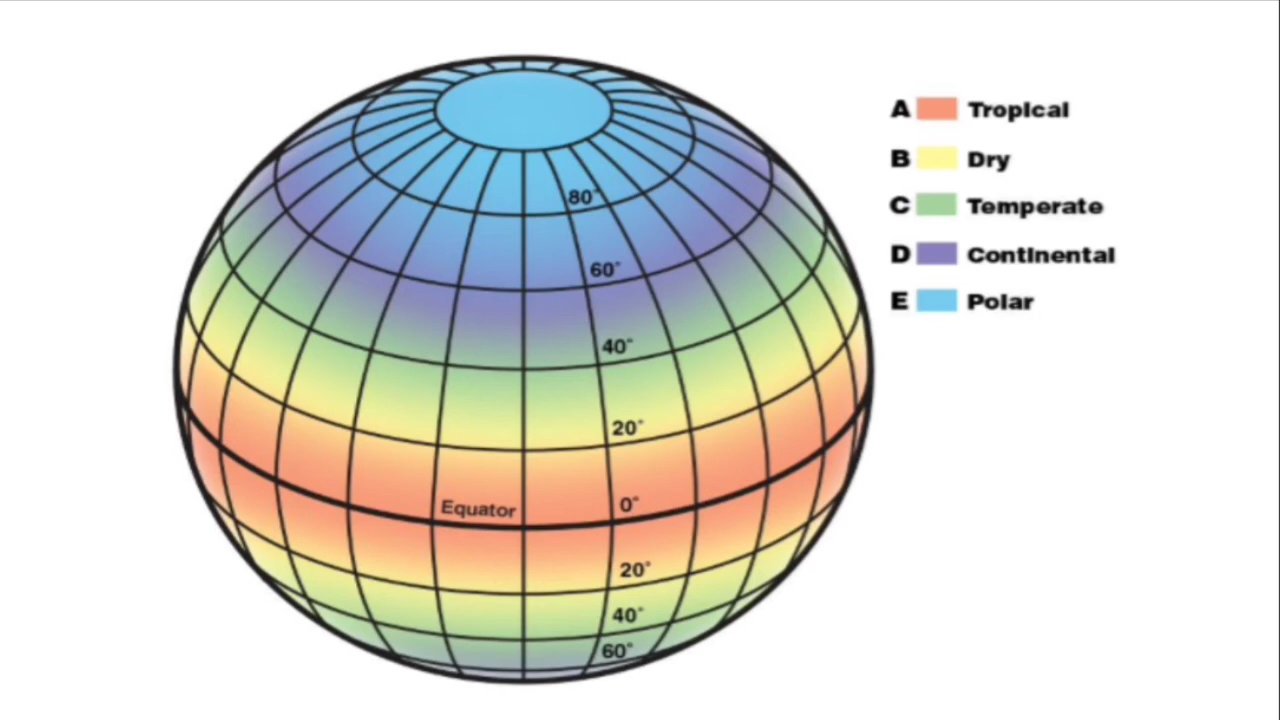 A Tropical
B Dry
C Temperate
D Continental
E Polar
80°
60°
40°
20°
Equator 0°
20°
40°
60°